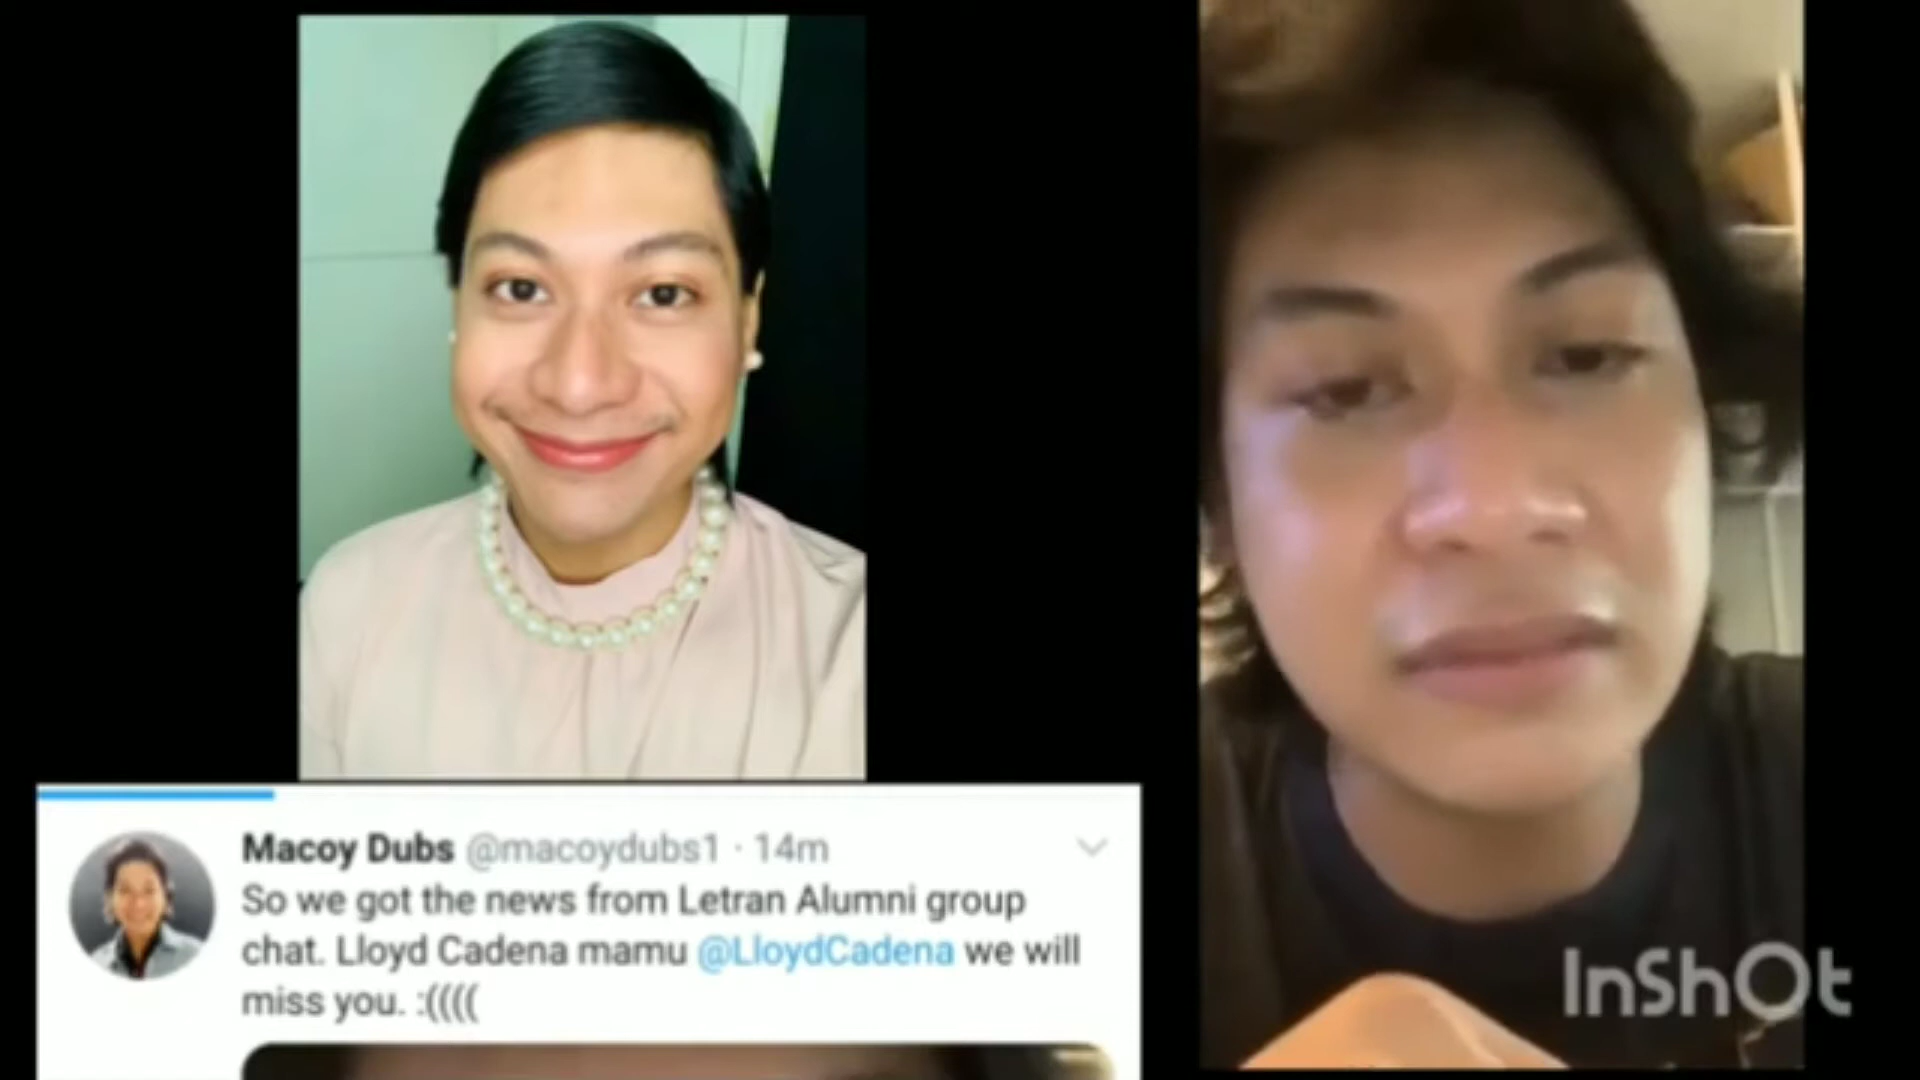 Macoy Dubs @macoydubs1 · 14m
So we got the news from Letran Alumni group
chat. Lloyd Cadena mamu @LloydCadena we will
miss you. :((((
InShOt